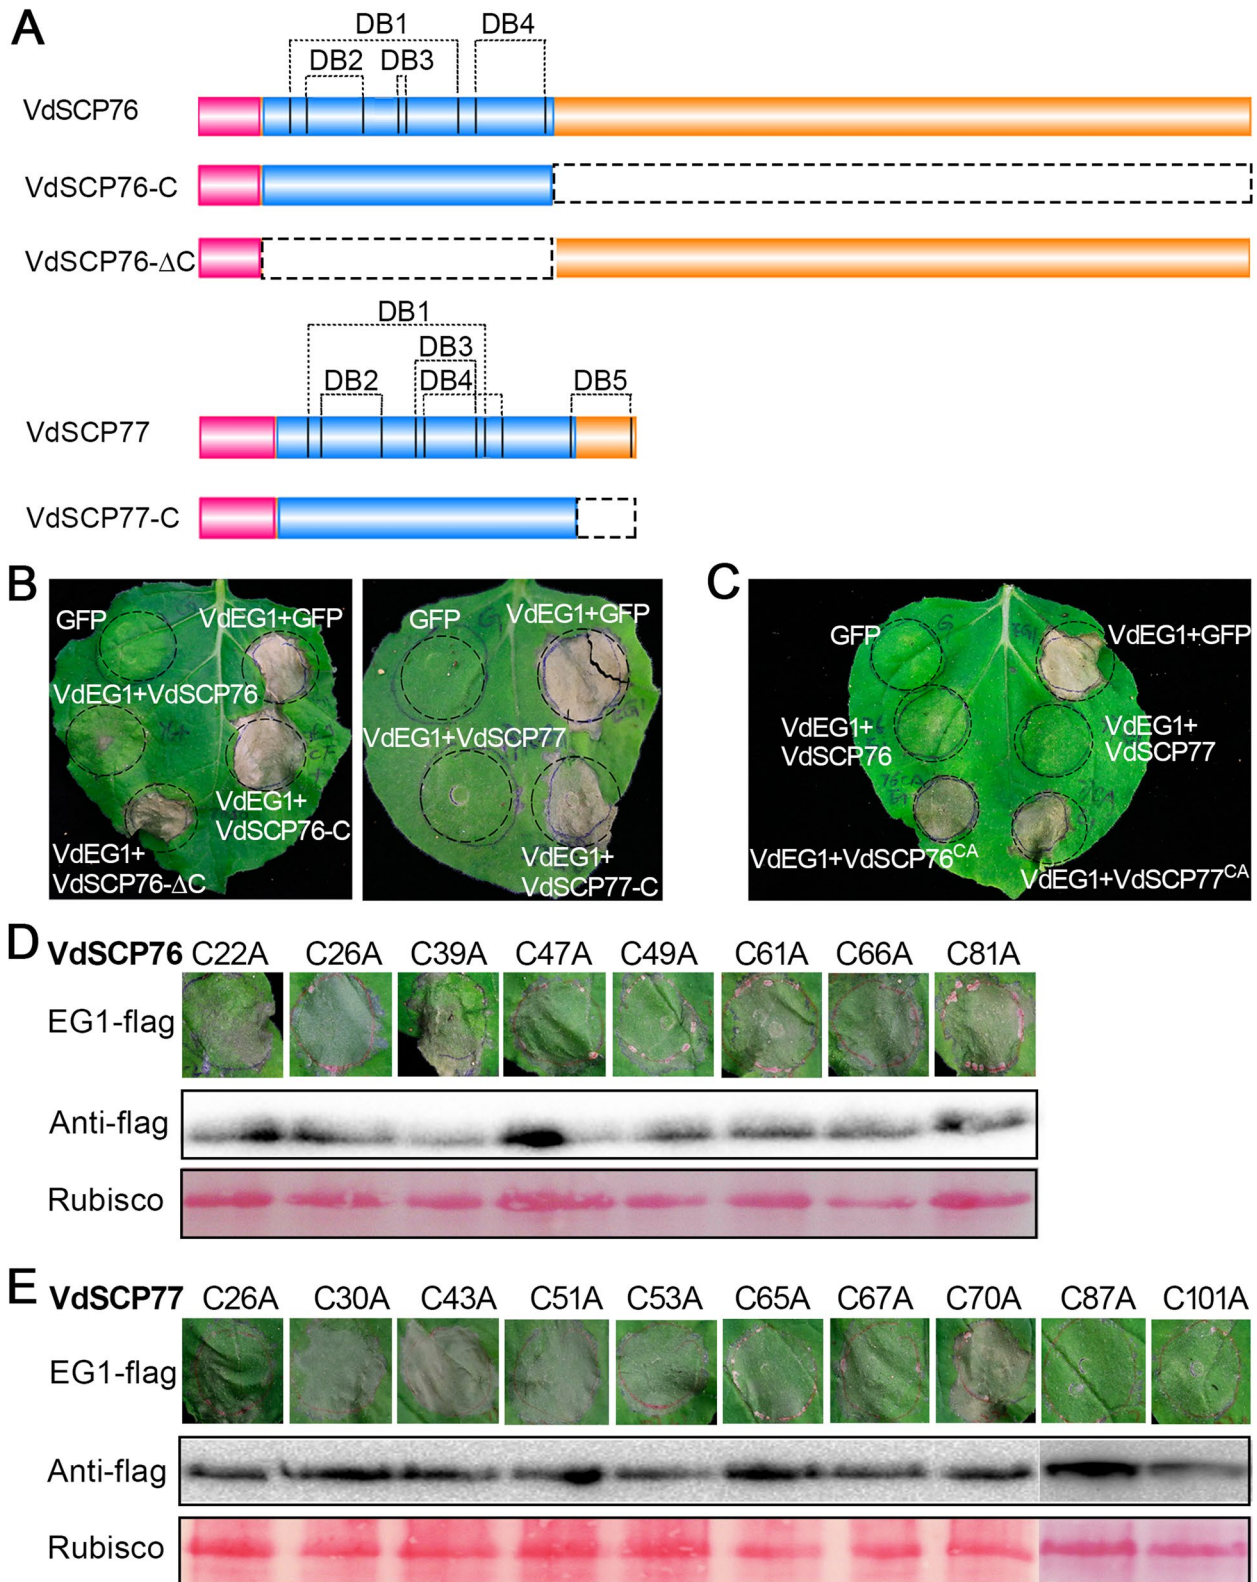 A
DB1 DB4
DB2 DB3
VdSCP76
VdSCP76-C
VdSCP76-ΔC
DB1
DB3
DB2 DB4 DB5
VdSCP77
VdSCP77-C
B
GFP VdEG1+GFP
VdEG1+VdSCP76
VdEG1+
VdSCP76-C
VdEG1+
VdSCP76-ΔC
GFP VdEG1+GFP
VdEG1+VdSCP77
VdEG1+
VdSCP77-C
C
GFP VdEG1+GFP
VdEG1+
VdSCP76
VdEG1+
VdSCP77
VdEG1+VdSCP76CA
VdEG1+VdSCP77CA
D VdSCP76 C22A C26A C39A C47A C49A C61A C66A C81A
EG1-flag
Anti-flag
Rubisco
E VdSCP77 C26A C30A C43A C51A C53A C65A C67A C70A C87A C101A
EG1-flag
Anti-flag
Rubisco